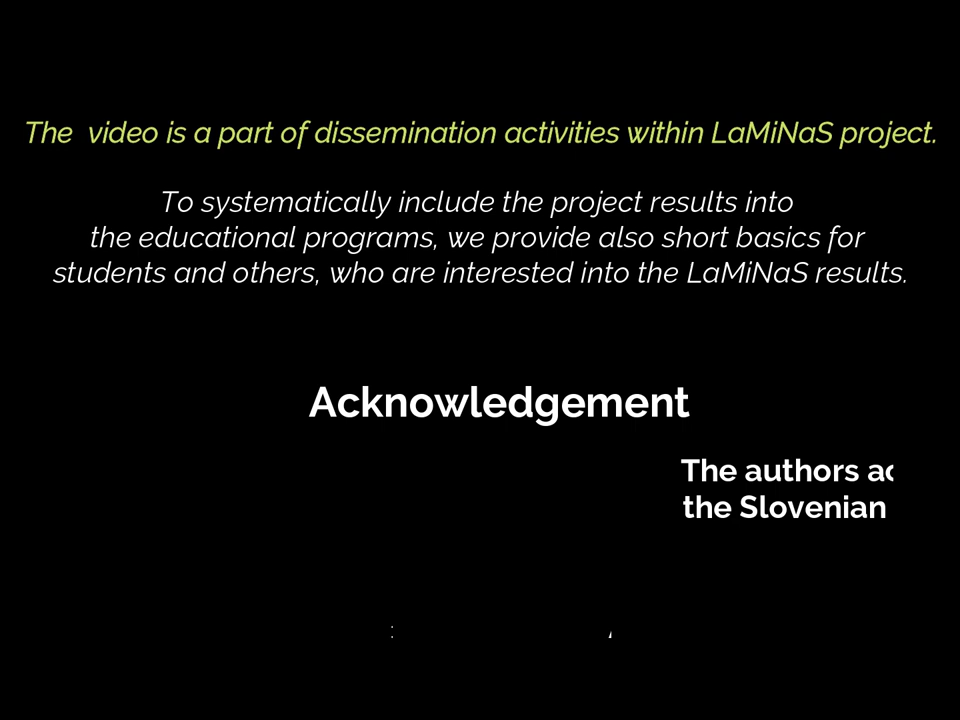 The  video is a part of dissemination activities within LaMiNaS project.
To systematically include the project results into
the educational programs, we provide also short basics for
students and others, who are interested into the LaMiNaS results.
Acknowledgement
The authors
the Slovenian